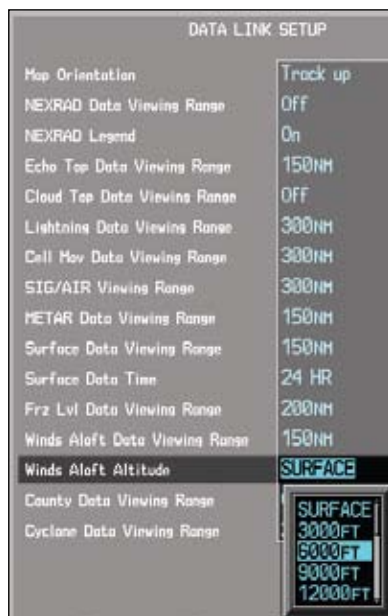 DATA LINK SETUP
Map Orientation Track up
NEXRAD Data Viewing Range Off
NEXRAD Legend On
Echo Top Data Viewing Range 150NM
Cloud Top Data Viewing Range Off
Lightning Data Viewing Range 300NM
Cell Mov Data Viewing Range 300NM
SIG/AIR Viewing Range 300NM
METAR Data Viewing Range 150NM
Surface Data Viewing Range 150NM
Surface Data Time 24 HR
Frz Lvl Data Viewing Range 200NM
Winds Aloft Data Viewing Range 150NM
Winds Aloft Altitude SURFACE
County Data Viewing Range
Cyclone Data Viewing Range
SURFACE
3000FT
6000FT
9000FT
12000FT